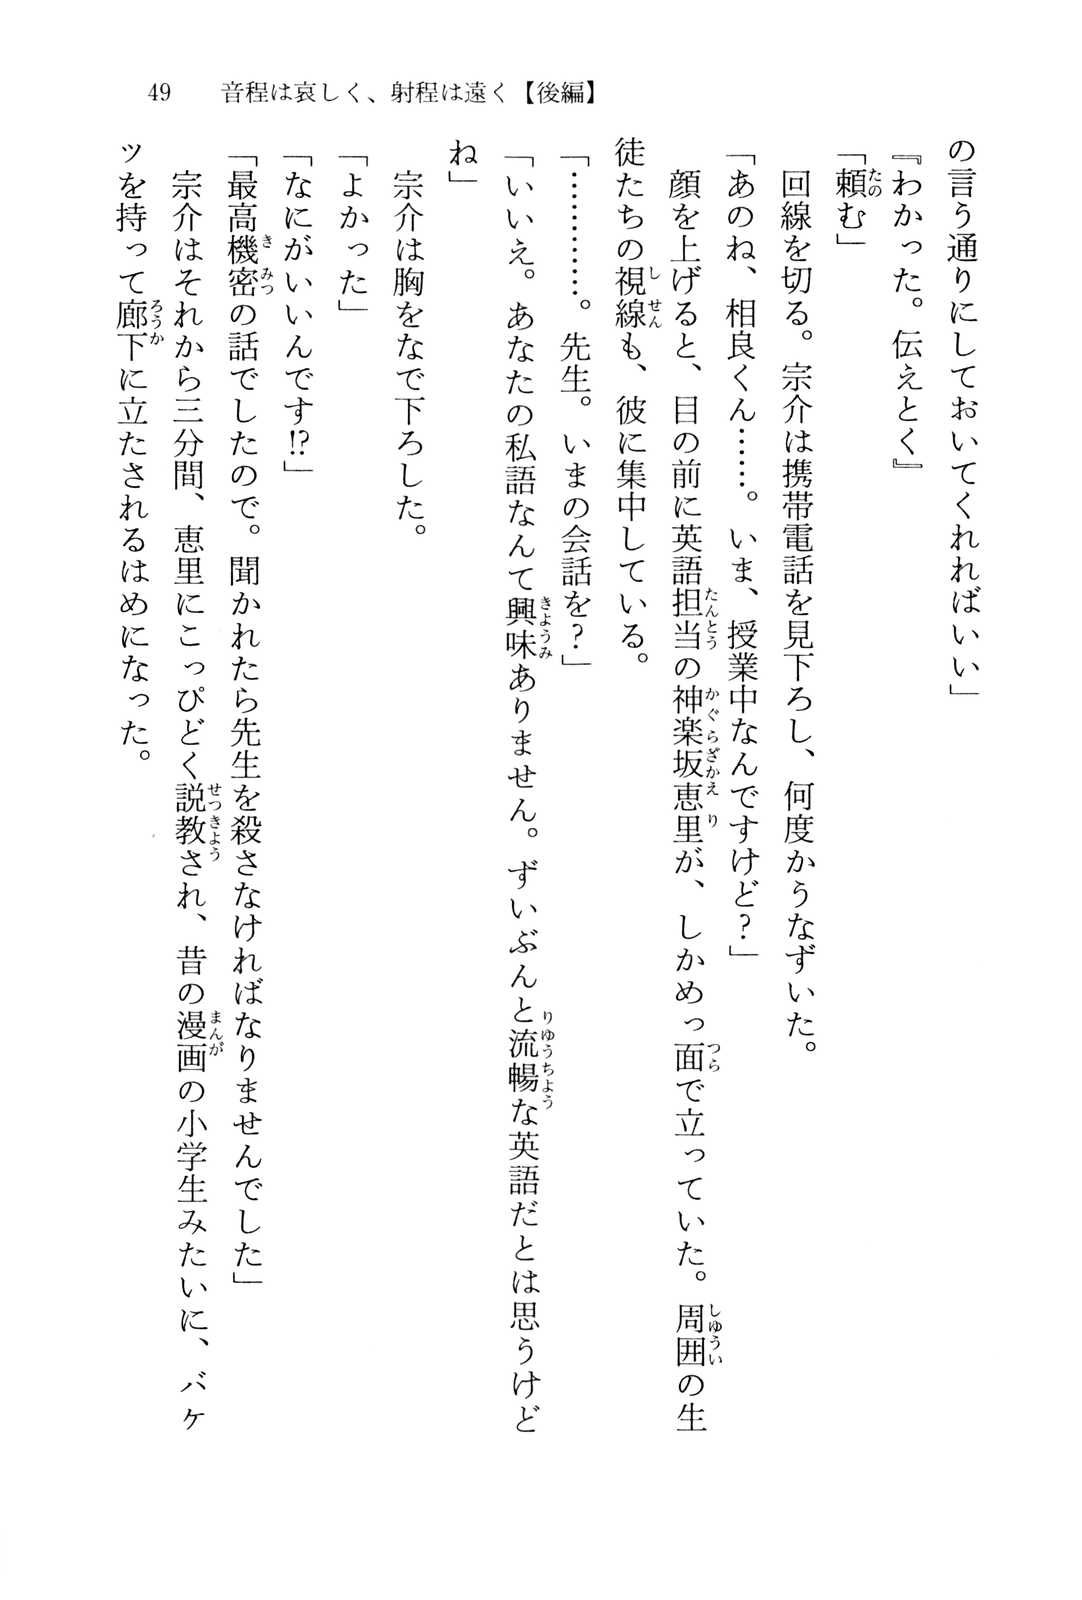 49　音程は哀しく、射程は遠く【後編】
の言う通りにしておいてくれればいい」
『わかった。伝えとく』
「頼む」
　回線を切る。宗介は携帯電話を見下ろし、何度かうなずいた。
「あのね、相良くん……。いま、授業中なんですけど？」
　顔を上げると、目の前に英語担当の神楽坂恵里が、しかめっ面で立っていた。周囲の生
徒たちの視線も、彼に集中している。
「…………。先生。いまの会話を？」
「いいえ。あなたの私語なんて興味ありません。ずいぶんと流暢な英語だとは思うけど
ね」
　宗介は胸をなで下ろした。
「よかった」
「なにがいいんです!?」
「最高機密の話でしたので。聞かれたら先生を殺さなければなりませんでした」
　宗介はそれから三分間、恵里にこっぴどく説教され、昔の漫画の小学生みたいに、バケ
ツを持って廊下に立たされるはめになった。